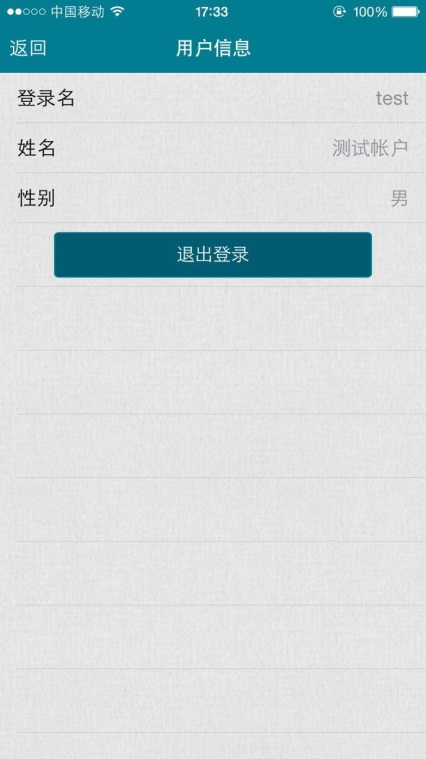 中国移动 17:33 100%
返回 用户信息
登录名 test
姓名 测试帐户
性别 男
退出登录